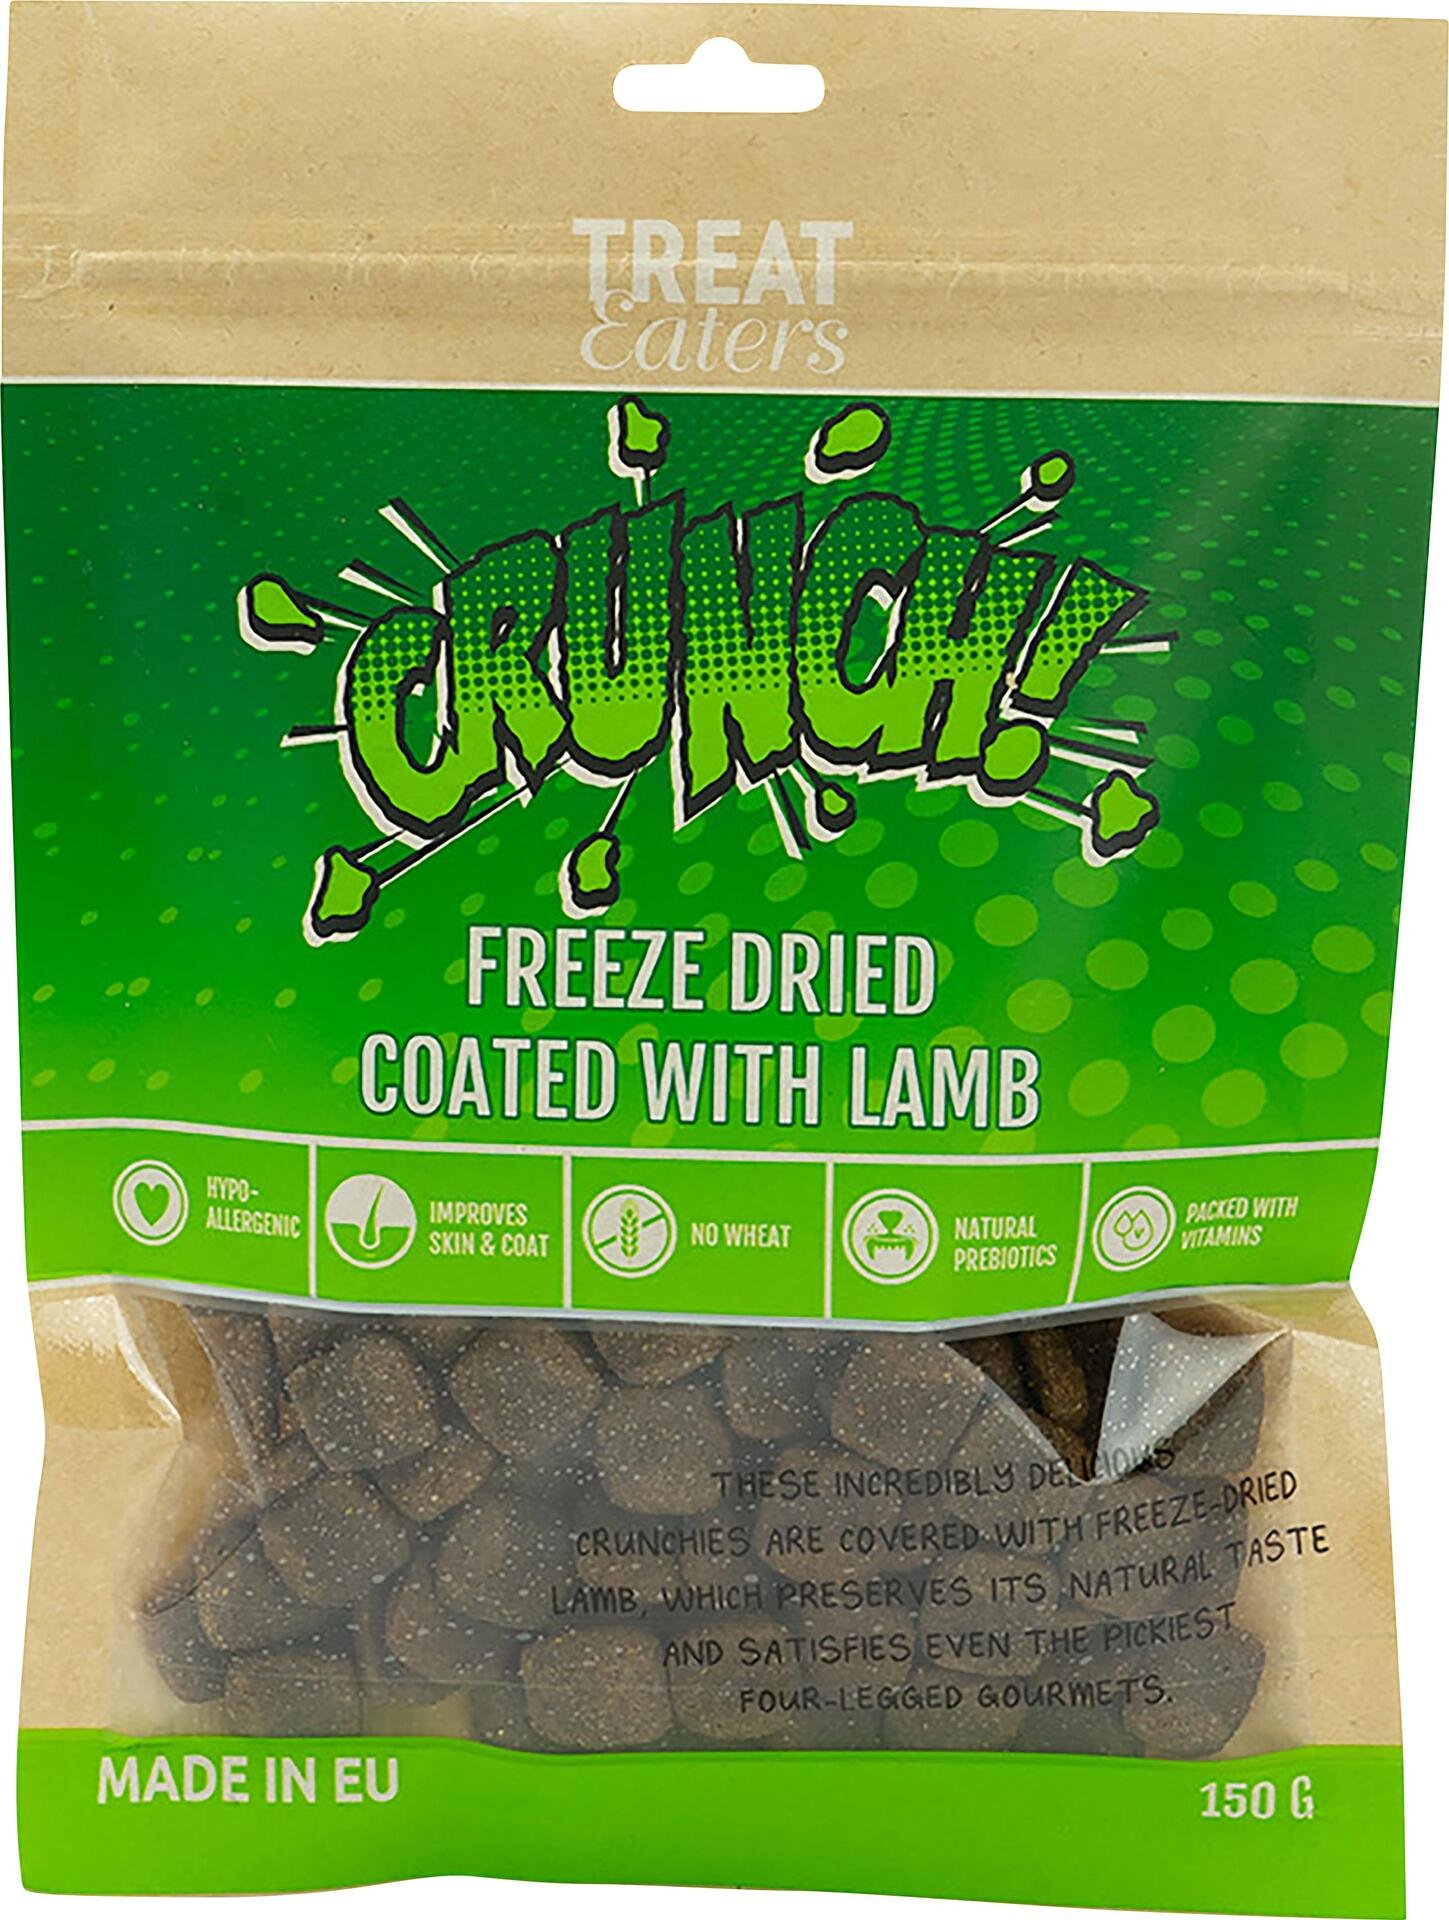 TREAT
Eaters
CRUNCH!
FREEZE DRIED
COATED WITH LAMB
HYPO-
ALLERGENIC
IMPROVES
SKIN & COAT
NO WHEAT
NATURAL
PREBIOTICS
PACKED WITH
VITAMINS
THESE INCREDIBLY DELICIOUS
CRUNCHIES ARE COVERED WITH FREEZE-DRIED
LAMB, WHICH PRESERVES ITS NATURAL TASTE
AND SATISFIES EVEN THE PICKIEST
FOUR-LEGGED GOURMETS.
MADE IN EU
150 G